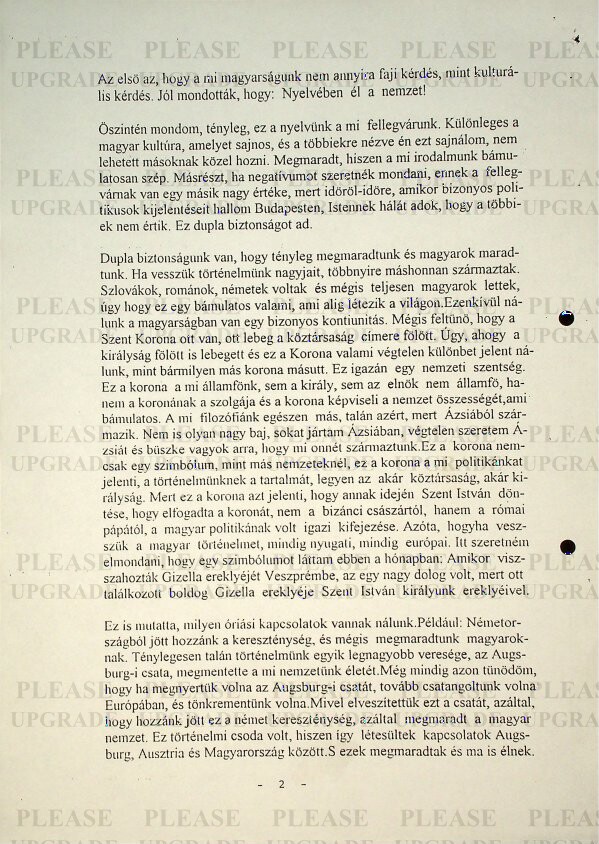 Az első az, hogy a mi magyarságunk nem annyira faji kérdés, mint kulturá-
lis kérdés. Jól mondották, hogy: Nyelvében él a nemzet!
Őszintén mondom, tényleg, ez a nyelvünk a mi fellegvárunk. Különleges a
magyar kultúra, amelyet sajnos, és a többiekre nézve én ezt sajnálom, nem
lehetett másoknak közel hozni. Megmaradt, hiszen a mi irodalmunk bámu-
latosan szép. Másrészt, ha negatívumot szeretnék mondani, ennek a felleg-
várnak van egy másik nagy értéke, mert időről-időre, amikor bizonyos poli-
tikusok kijelentéseit hallom Budapesten, Istennek hálát adok, hogy a többi-
ek nem értik. Ez dupla biztonságot ad.
Dupla biztonságunk van, hogy tényleg megmaradtunk és magyarok marad-
tunk. Ha vesszük történelmünk nagyjait, többnyire máshonnan származtak.
Szlovákok, románok, németek voltak és mégis teljesen magyarok lettek,
úgy hogy ez egy bámulatos valami, ami alig létezik a világon.Ezenkívül ná-
lunk a magyarságban van egy bizonyos kontiunitás. Mégis feltünő, hogy a
Szent Korona ott van, ott lebeg a köztársaság címere fölött. Úgy, ahogy a
királyság fölött is lebegett és ez a Korona valami végtelen különbet jelent ná-
lunk, mint bármilyen más korona másutt. Ez igazán egy nemzeti szentség.
Ez a korona a mi államfőnk, sem a király, sem az elnök nem államfő, ha-
nem a koronának a szolgája és a korona képviseli a nemzet összességét,ami
bámulatos. A mi filozófiánk egészen más, talán azért, mert Ázsiából szár-
mazik. Nem is olyan nagy baj, sokat jártam Ázsiában, végtelen szeretem Á-
zsiát és büszke vagyok arra, hogy mi onnét származtunk.Ez a korona nem-
csak egy szimbólum, mint más nemzeteknél, ez a korona a mi politikánkat
jelenti, a történelmünknek a tartalmát, legyen az akár köztársaság, akár ki-
rályság. Mert ez a korona azt jelenti, hogy annak idején Szent István dön-
tése, hogy elfogadta a koronát, nem a bizánci császártól, hanem a római
pápától, a magyar politikának volt igazi kifejezése. Azóta, hogyha vesz-
szük a magyar történelmet, mindig nyugati, mindig európai. Itt szeretném
elmondani, hogy egy szimbólumot láttam ebben a hónapban: Amikor visz-
szahozták Gizella ereklyéjét Veszprémbe, az egy nagy dolog volt, mert ott
találkozott boldog Gizella ereklyéje Szent István királyunk ereklyéivel.
Ez is mutatta, milyen óriási kapcsolatok vannak nálunk.Például: Németor-
szágból jött hozzánk a kereszténység, és mégis megmaradtunk magyarok-
nak. Ténylegesen talán történelmünk egyik legnagyobb veresége, az Augs-
burg-i csata, megmentette a mi nemzetünk életét.Még mindig azon tünődöm,
hogy ha megnyertük volna az Augsburg-i csatát, tovább csatangoltunk volna
Európában, és tönkrementünk volna.Mivel elveszítettük ezt a csatát, azáltal,
hogy hozzánk jött ez a német kereszténység, azáltal megmaradt a magyar
nemzet. Ez történelmi csoda volt, hiszen így létesültek kapcsolatok Augs-
burg, Ausztria és Magyarország között.S ezek megmaradtak és ma is élnek.
- 2 -
PLEASE UPGRADE